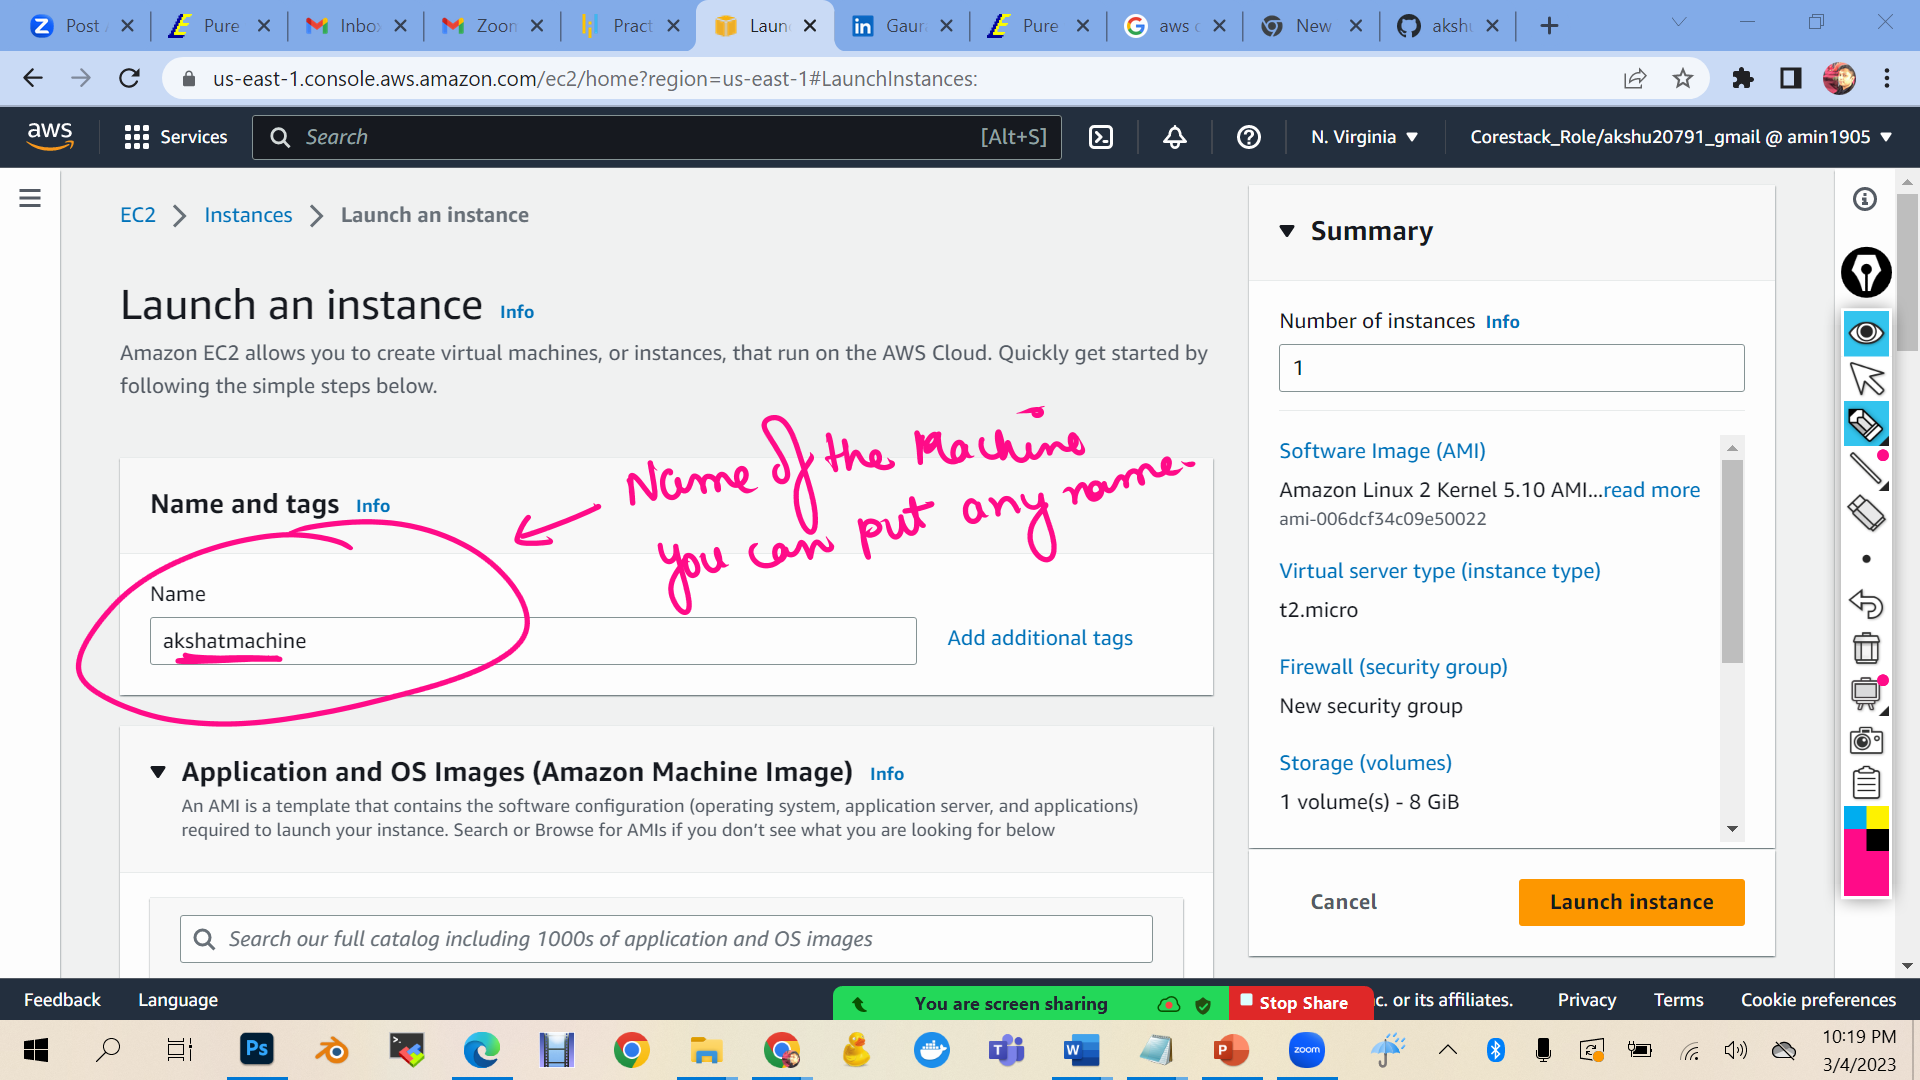 Post
Pure
Inbo
Zoom
Pract
Laun
Gaur
Pure
aws c
New
akshu
us-east-1.console.aws.amazon.com/ec2/home?region=us-east-1#LaunchInstances:
aws
Services
Search
[Alt+S]
N. Virginia
Corestack_Role/akshu20791_gmail @ amin1905
EC2
Instances
Launch an instance
Launch an instance Info
Amazon EC2 allows you to create virtual machines, or instances, that run on the AWS Cloud. Quickly get started by
following the simple steps below.
Name of the Machine
you can put any name.
Name and tags Info
Name
akshatmachine
Add additional tags
Application and OS Images (Amazon Machine Image) Info
An AMI is a template that contains the software configuration (operating system, application server, and applications)
required to launch your instance. Search or Browse for AMIs if you don't see what you are looking for below
Search our full catalog including 1000s of application and OS images
Summary
Number of instances Info
1
Software Image (AMI)
Amazon Linux 2 Kernel 5.10 AMI...read more
ami-006dcf34c09e50022
Virtual server type (instance type)
t2.micro
Firewall (security group)
New security group
Storage (volumes)
1 volume(s) - 8 GiB
Cancel
Launch instance
Feedback
Language
You are screen sharing
Stop Share
c. or its affiliates.
Privacy
Terms
Cookie preferences
Ps
W
P
zoom
10:19 PM
3/4/2023